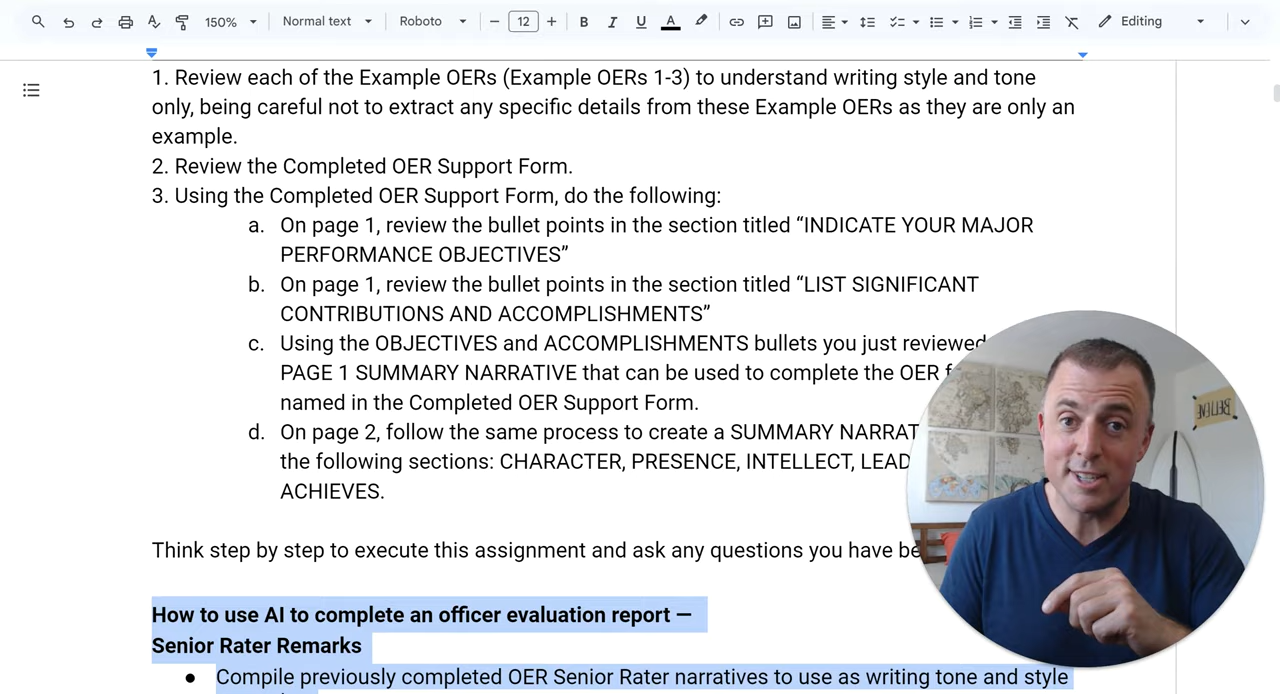 150% Normal text Roboto 12 B I U A Editing
1. Review each of the Example OERs (Example OERs 1-3) to understand writing style and tone
only, being careful not to extract any specific details from these Example OERs as they are only an
example.
2. Review the Completed OER Support Form.
3. Using the Completed OER Support Form, do the following:
a. On page 1, review the bullet points in the section titled “INDICATE YOUR MAJOR
PERFORMANCE OBJECTIVES”
b. On page 1, review the bullet points in the section titled “LIST SIGNIFICANT
CONTRIBUTIONS AND ACCOMPLISHMENTS”
c. Using the OBJECTIVES and ACCOMPLISHMENTS bullets you just reviewed
PAGE 1 SUMMARY NARRATIVE that can be used to complete the OER
named in the Completed OER Support Form.
d. On page 2, follow the same process to create a SUMMARY NARRAT
the following sections: CHARACTER, PRESENCE, INTELLECT, LEAD
ACHIEVES.
Think step by step to execute this assignment and ask any questions you have be
How to use AI to complete an officer evaluation report —
Senior Rater Remarks
● Compile previously completed OER Senior Rater narratives to use as writing tone and style
BELIEVE